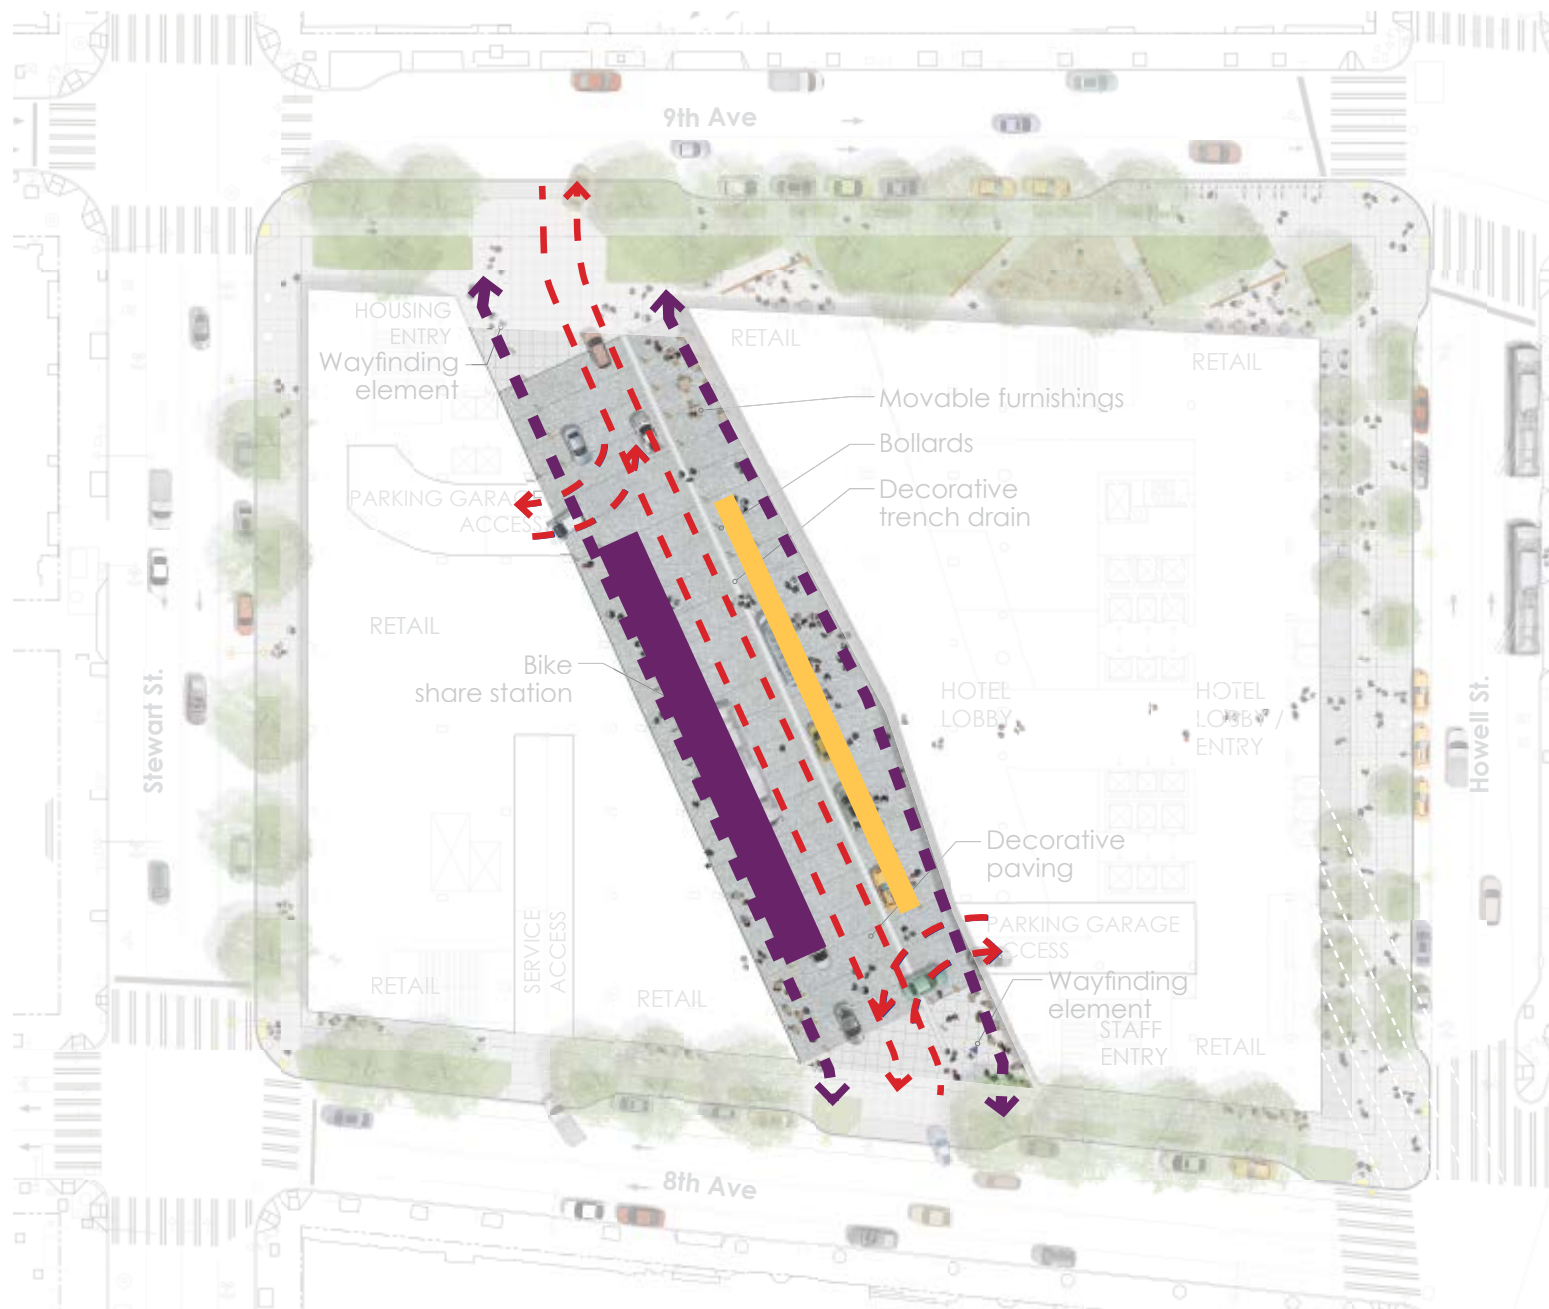 9th Ave
HOUSING
ENTRY
Wayfinding
element
RETAIL
RETAIL
Movable furnishings
Bollards
Decorative
trench drain
PARKING GARAGE
ACCESS
RETAIL
Bike
share station
Stewart St.
HOTEL
LOBBY
HOTEL
LOBBY /
ENTRY
Howell St.
Decorative
paving
SERVICE
ACCESS
PARKING GARAGE
ACCESS
RETAIL
RETAIL
Wayfinding
element
STAFF
ENTRY
RETAIL
8th Ave